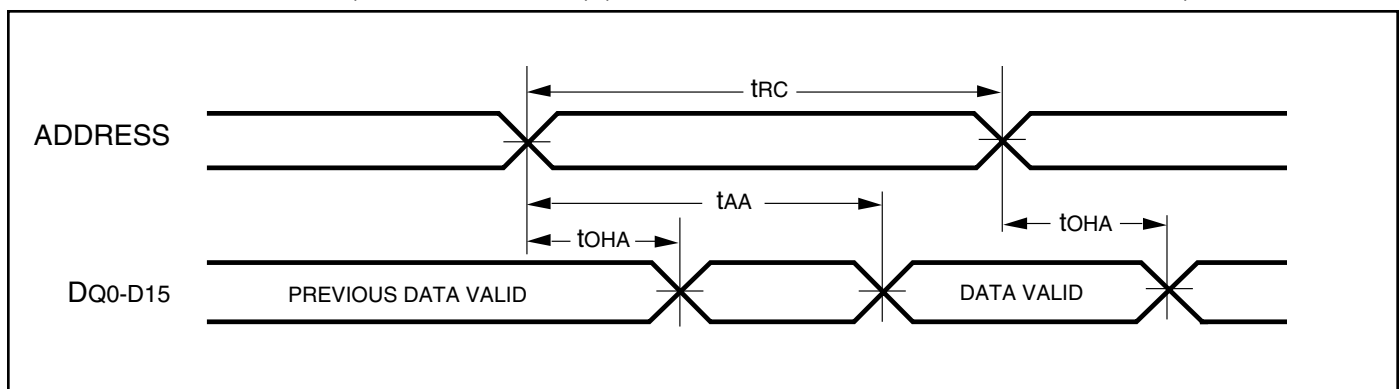 tRC
ADDRESS
tAA
tOHA
tOHA
DQ0-D15
PREVIOUS DATA VALID
DATA VALID